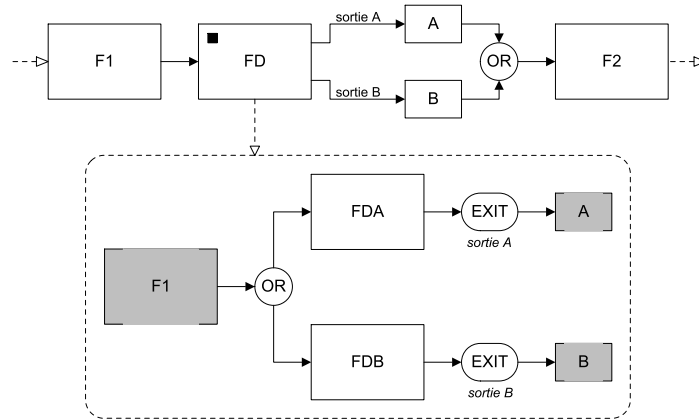 sortie A
A
F1
FD
OR
F2
sortie B
B
FDA
EXIT
A
sortie A
F1
OR
FDB
EXIT
B
sortie B